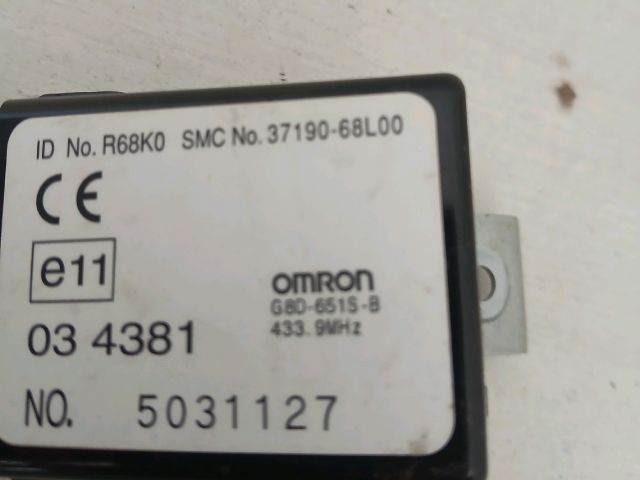 ID No. R68K0 SMC No. 37190-68L00
CE
e11
OMRON
G8D-651S-B
433.9MHz
03 4381
NO. 5031127